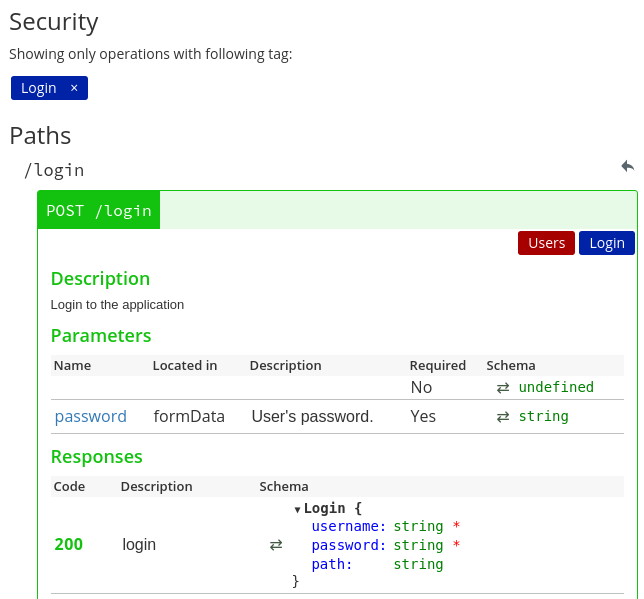 Security
Showing only operations with following tag:
Login ×
Paths
/login
POST /login
Users Login
Description
Login to the application
Parameters
Name Located in Description Required Schema
No ⇄ undefined
password formData User's password. Yes ⇄ string
Responses
Code Description Schema
▼Login {
username: string *
200 login ⇄ password: string *
path: string
}